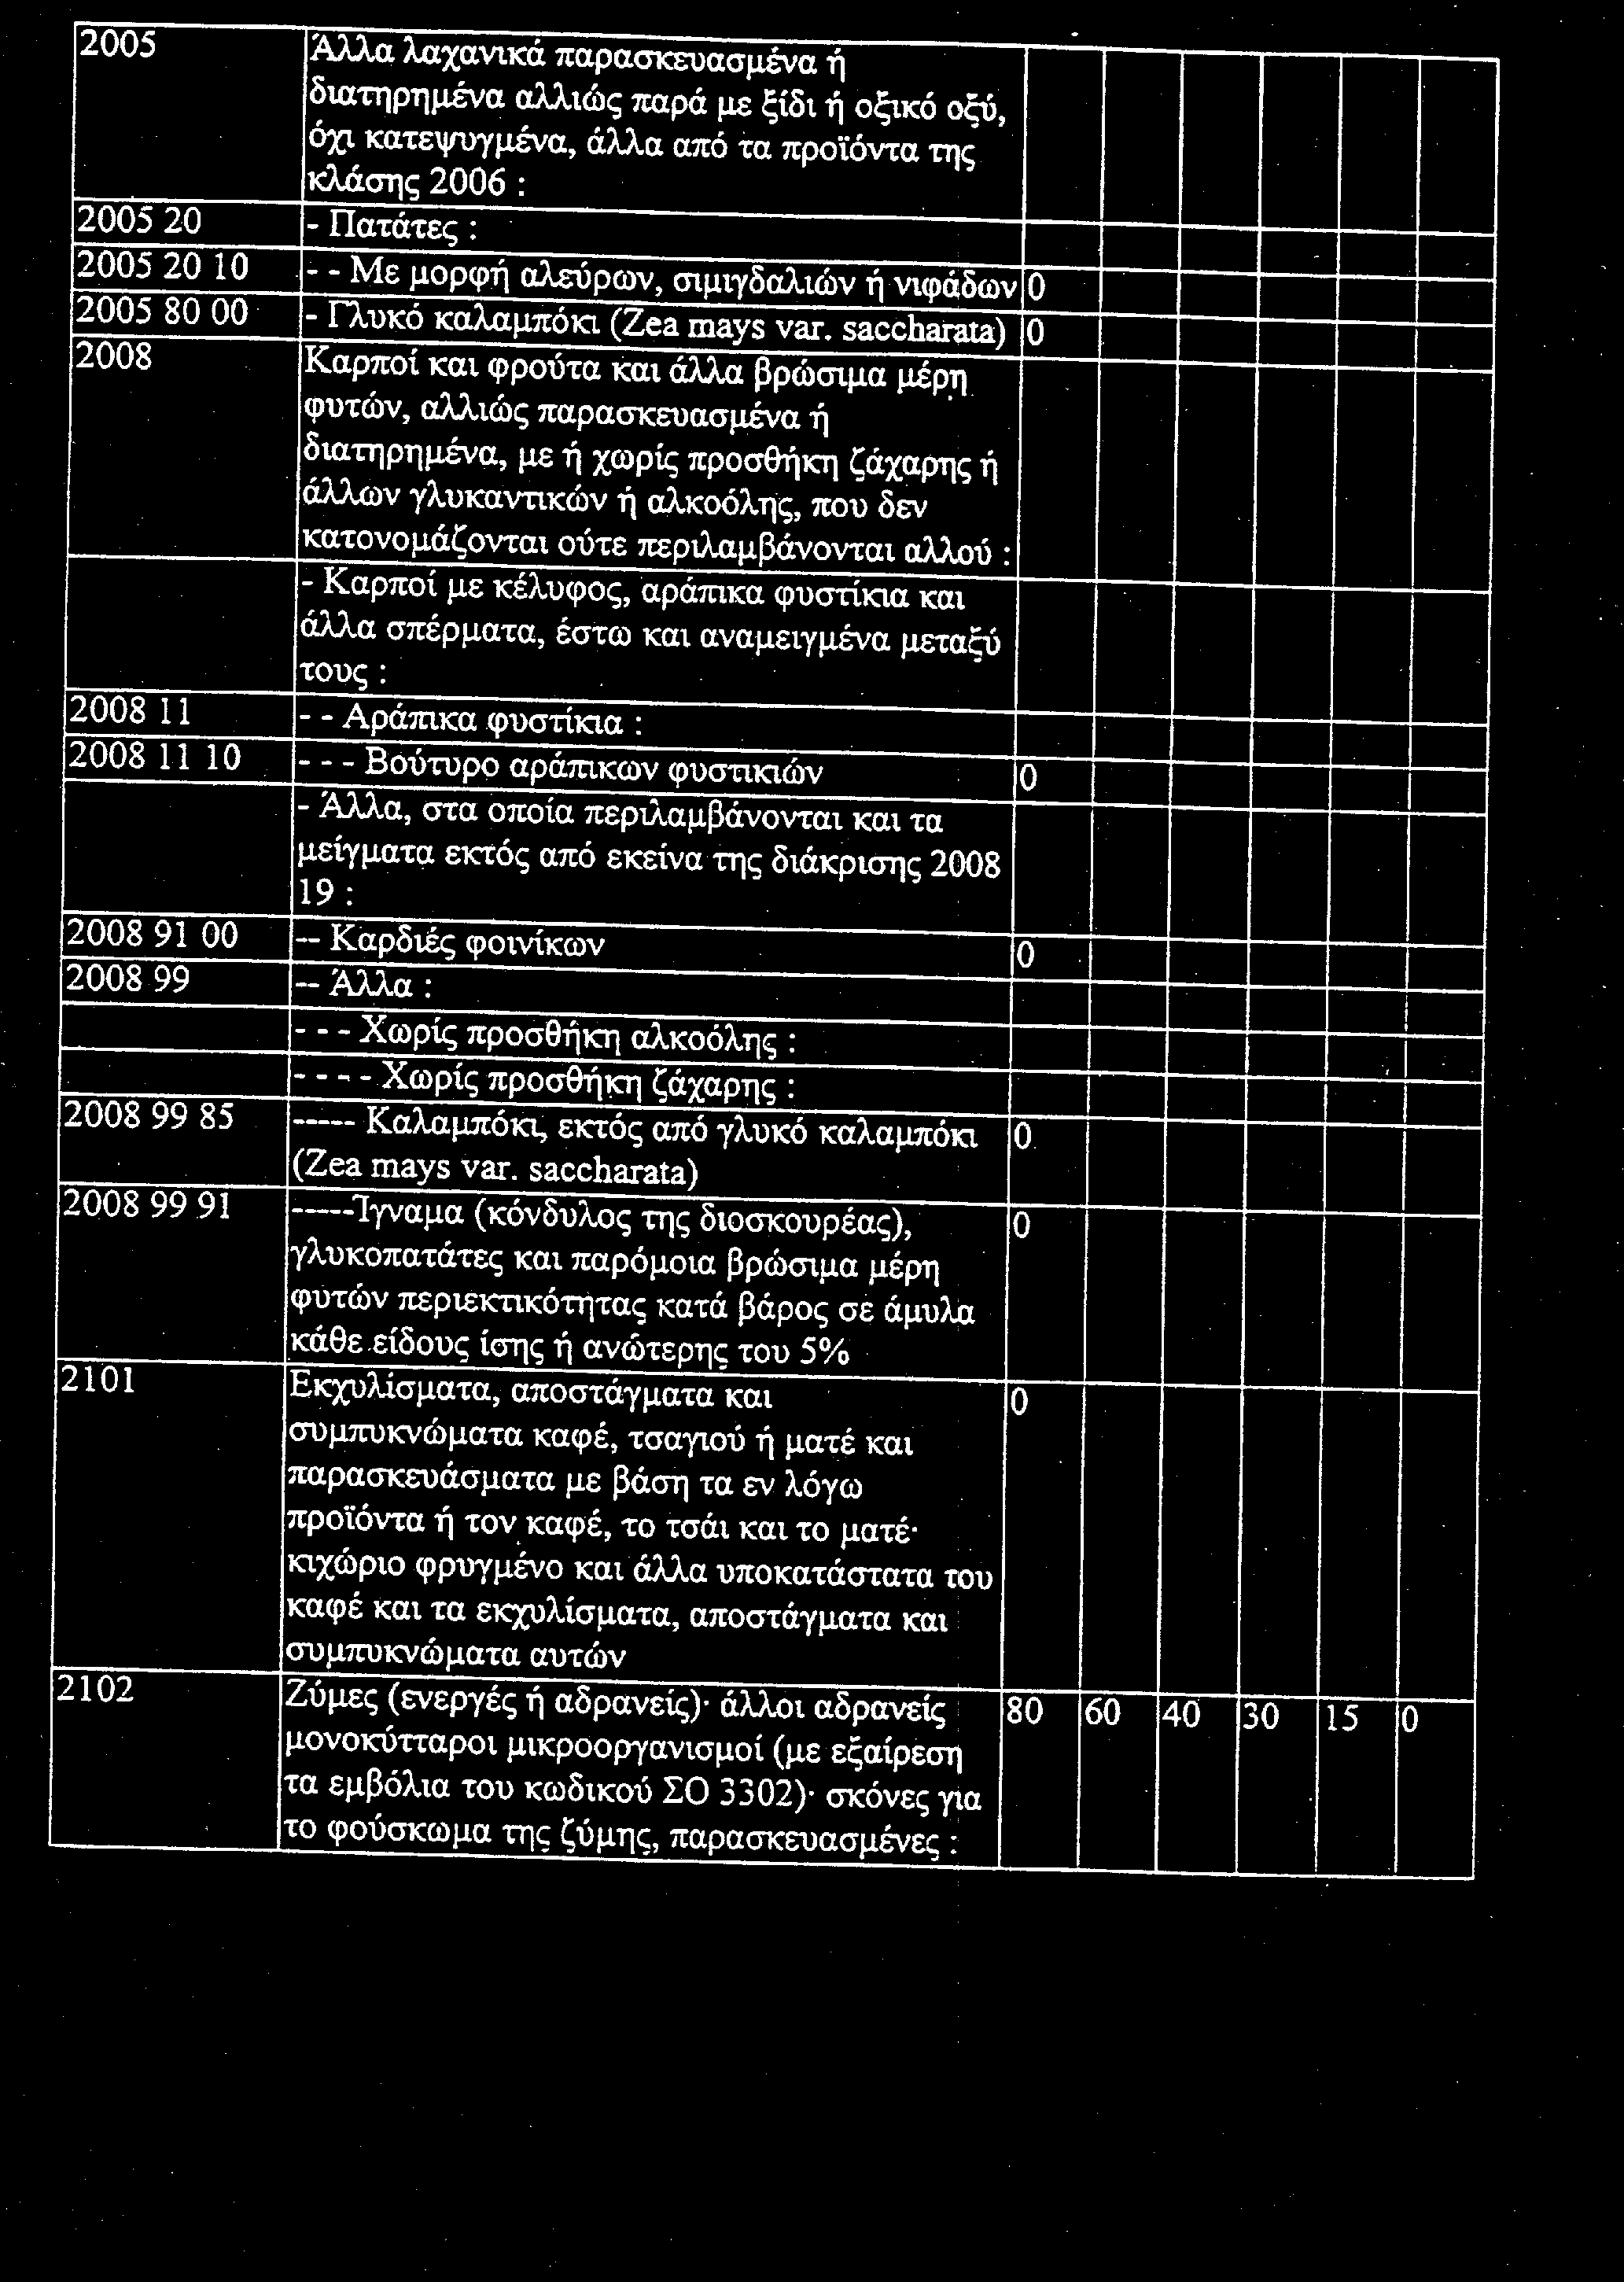 2005 Άλλα λαχανικά παρασκευασμένα ή
διατηρημένα αλλιώς παρά με ξίδι ή οξικό οξύ,
όχι κατεψυγμένα, άλλα από τα προϊόντα της
κλάσης 2006 :
2005 20 - Πατάτες :
2005 20 10 - - Με μορφή αλεύρων, σιμιγδαλιών ή νιφάδων 0
2005 80 00 - Γλυκό καλαμπόκι (Zea mays var. saccharata) 0
2008 Καρποί και φρούτα και άλλα βρώσιμα μέρη
φυτών, αλλιώς παρασκευασμένα ή
διατηρημένα, με ή χωρίς προσθήκη ζάχαρης ή
άλλων γλυκαντικών ή αλκοόλης, που δεν
κατονομάζονται ούτε περιλαμβάνονται αλλού :
- Καρποί με κέλυφος, αράπικα φυστίκια και
άλλα σπέρματα, έστω και αναμειγμένα μεταξύ
τους :
2008 11 - - Αράπικα φυστίκια :
2008 11 10 - - - Βούτυρο αράπικων φυστικιών 0
- Άλλα, στα οποία περιλαμβάνονται και τα
μείγματα εκτός από εκείνα της διάκρισης 2008
19 :
2008 91 00 -- Καρδιές φοινίκων 0
2008 99 -- Άλλα :
- - - Χωρίς προσθήκη αλκοόλης :
- - - - Χωρίς προσθήκη ζάχαρης :
2008 99 85 ----- Καλαμπόκι, εκτός από γλυκό καλαμπόκι 0
(Zea mays var. saccharata)
2008 99 91 -----Ίγναμα (κόνδυλος της διοσκουρέας), 0
γλυκοπατάτες και παρόμοια βρώσιμα μέρη
φυτών περιεκτικότητας κατά βάρος σε άμυλα
κάθε είδους ίσης ή ανώτερης του 5%
2101 Εκχυλίσματα, αποστάγματα και 0
συμπυκνώματα καφέ, τσαγιού ή ματέ και
παρασκευάσματα με βάση τα εν λόγω
προϊόντα ή τον καφέ, το τσάι και το ματέ·
κιχώριο φρυγμένο και άλλα υποκατάστατα του
καφέ και τα εκχυλίσματα, αποστάγματα και
συμπυκνώματα αυτών
2102 Ζύμες (ενεργές ή αδρανείς)· άλλοι αδρανείς 80 60 40 30 15 0
μονοκύτταροι μικροοργανισμοί (με εξαίρεση
τα εμβόλια του κωδικού ΣΟ 3302)· σκόνες για
το φούσκωμα της ζύμης, παρασκευασμένες :